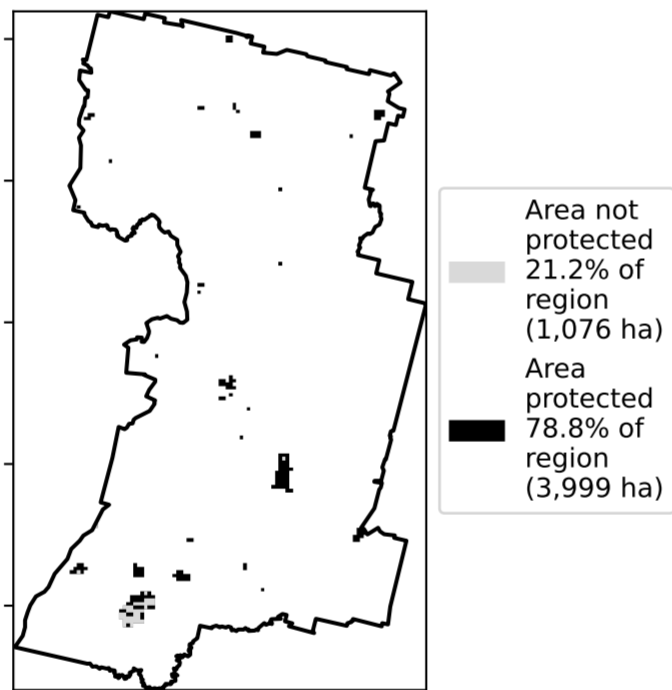 Area not
protected
21.2% of
region
(1,076 ha)
Area
protected
78.8% of
region
(3,999 ha)